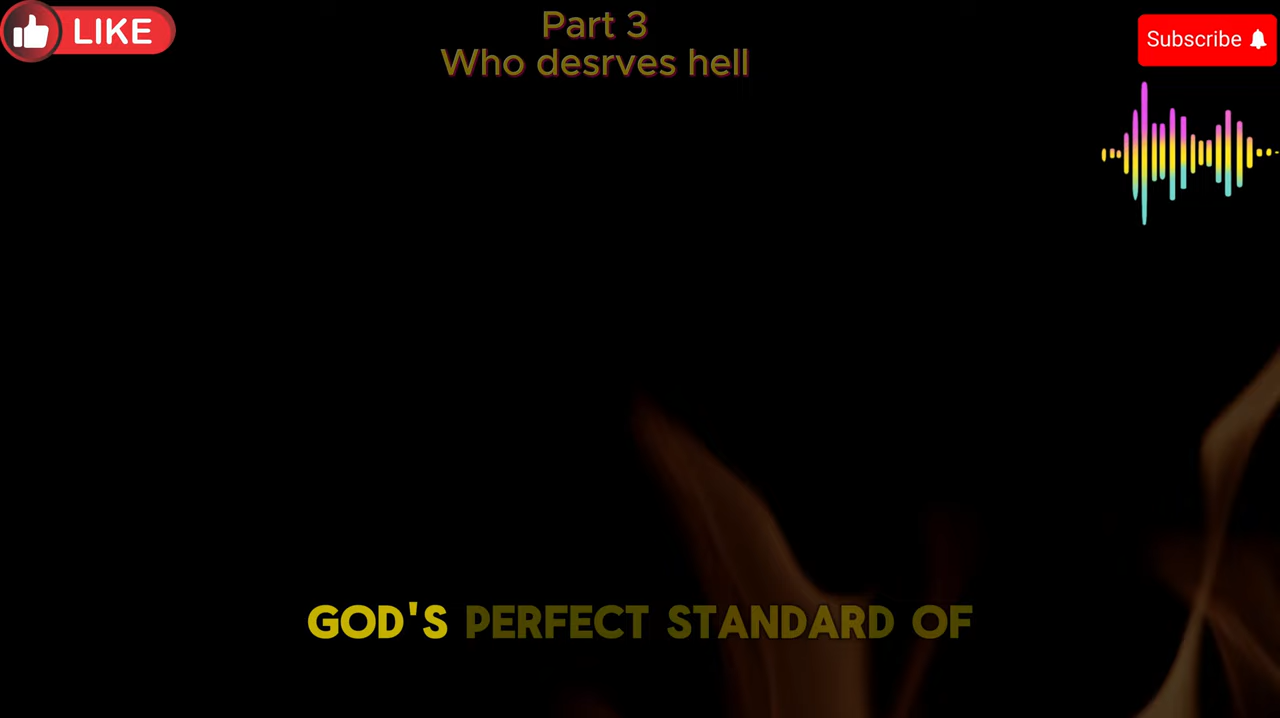 LIKE
Part 3
Who desrves hell
Subscribe
GOD'S PERFECT STANDARD OF